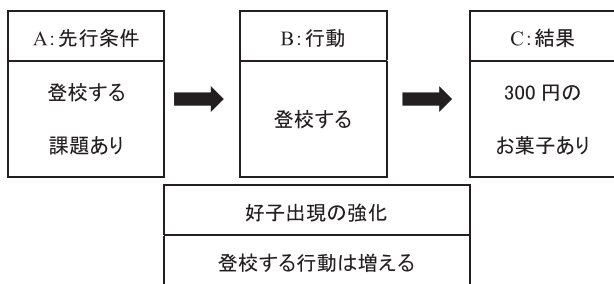 A:先行条件
登校する
課題あり
B:行動
登校する
C:結果
300 円の
お菓子あり
好子出現の強化
登校する行動は増える